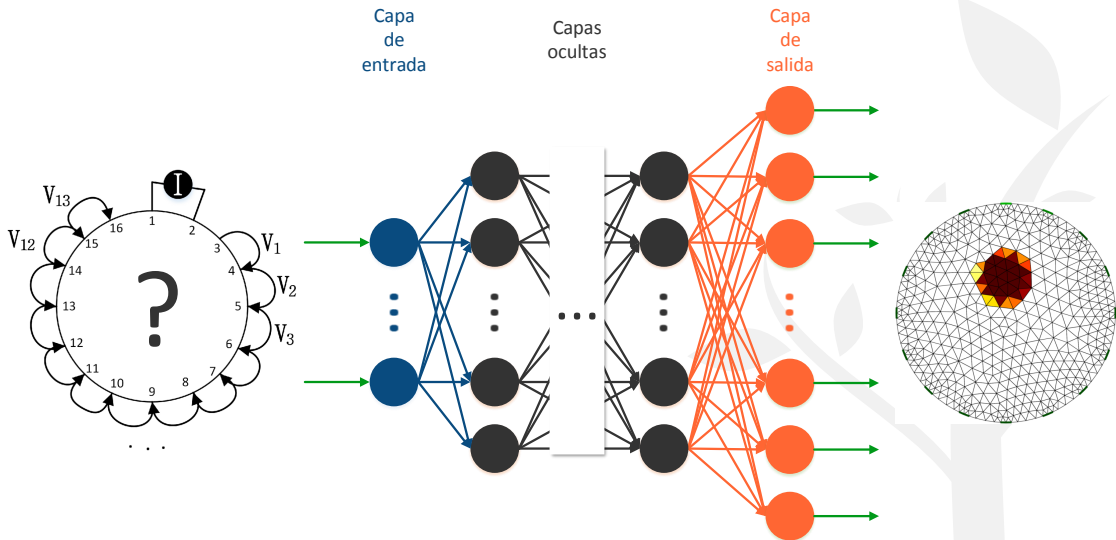 Capa
de
entrada
Capas
ocultas
Capa
de
salida
I
V13
V12
V1
V2
V3
1
2
3
4
5
6
7
8
9
10
11
12
13
14
15
16
?
. . .